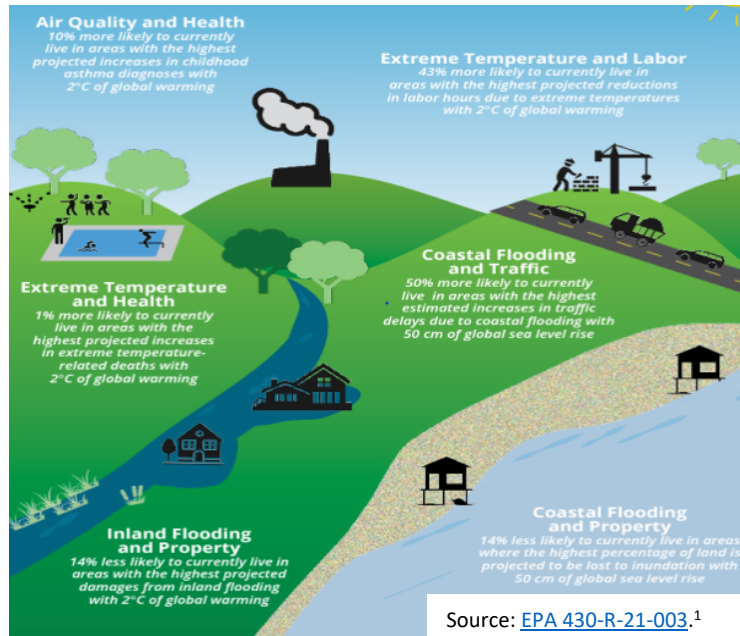 Air Quality and Health
10% more likely to currently
live in areas with the highest
projected increases in childhood
asthma diagnoses with
2°C of global warming
Extreme Temperature and Labor
43% more likely to currently live in
areas with the highest projected reductions
in labor hours due to extreme temperatures
with 2°C of global warming
Extreme Temperature
and Health
1% more likely to currently
live in areas with the
highest projected increases
in extreme temperature-
related deaths with
2°C of global warming
Coastal Flooding
and Traffic
50% more likely to currently
live in areas with the highest
estimated increases in traffic
delays due to coastal flooding with
50 cm of global sea level rise
Inland Flooding
and Property
14% less likely to currently live in
areas with the highest projected
damages from inland flooding
with 2°C of global warming
Coastal Flooding
and Property
14% less likely to currently live in areas
where the highest percentage of land is
projected to be lost to inundation with
50 cm of global sea level rise
Source: EPA 430-R-21-003.¹